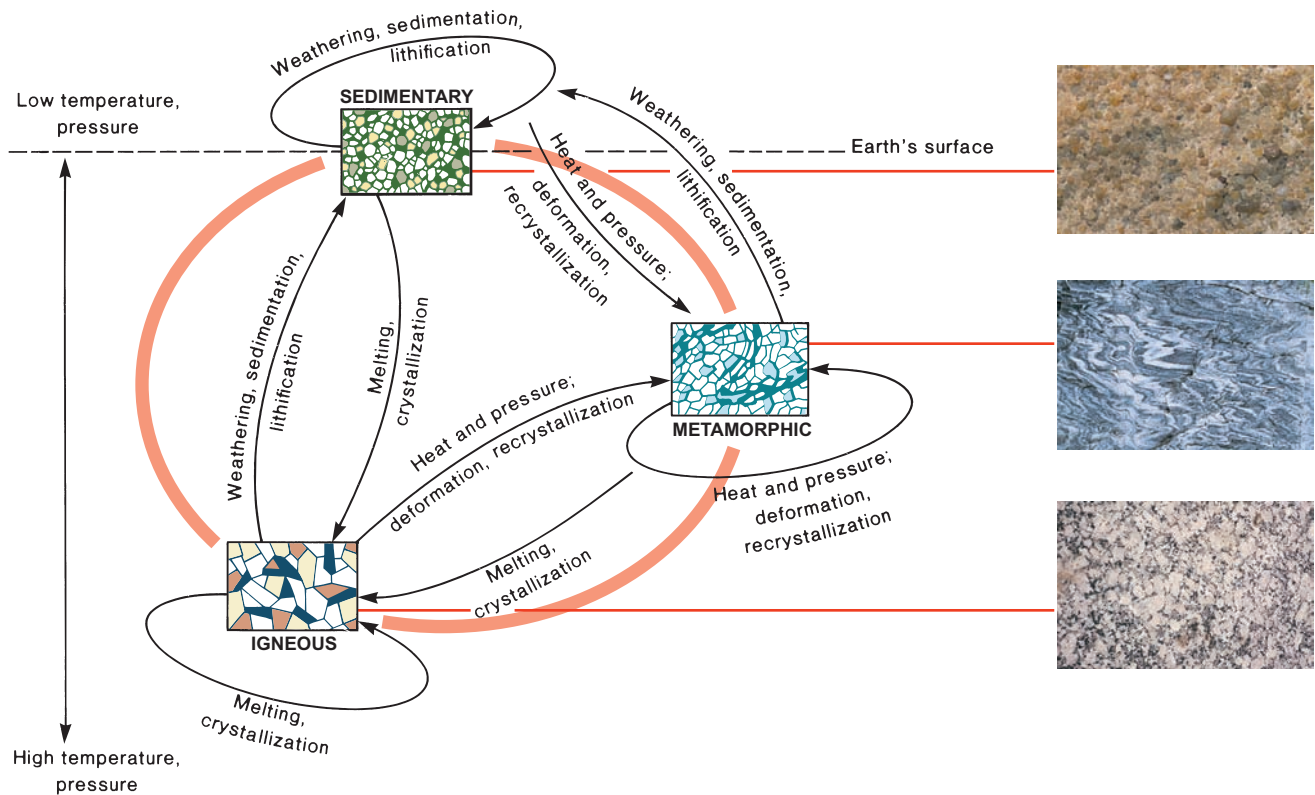 Weathering, sedimentation,
lithification
SEDIMENTARY
Low temperature,
pressure
Earth's surface
Weathering, sedimentation,
lithification
Heat and pressure;
deformation,
recrystallization
Weathering, sedimentation,
lithification
Melting,
crystallization
Heat and pressure;
deformation, recrystallization
METAMORPHIC
Heat and pressure;
deformation,
recrystallization
Melting,
crystallization
IGNEOUS
Melting,
crystallization
High temperature,
pressure